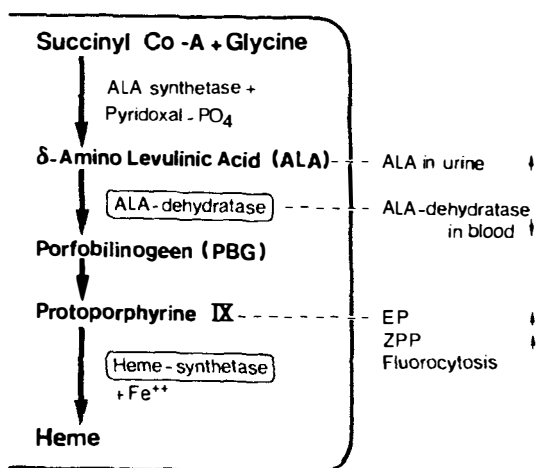 Succinyl Co-A + Glycine
ALA synthetase +
Pyridoxal - PO₄
δ-Amino Levulinic Acid (ALA)
ALA in urine ↑
ALA-dehydratase
ALA-dehydratase
in blood ↓
Porfobilinogeen (PBG)
Protoporphyrine IX
EP ↑
ZPP ↑
Fluorocytosis
Heme-synthetase
+ Fe⁺⁺
Heme